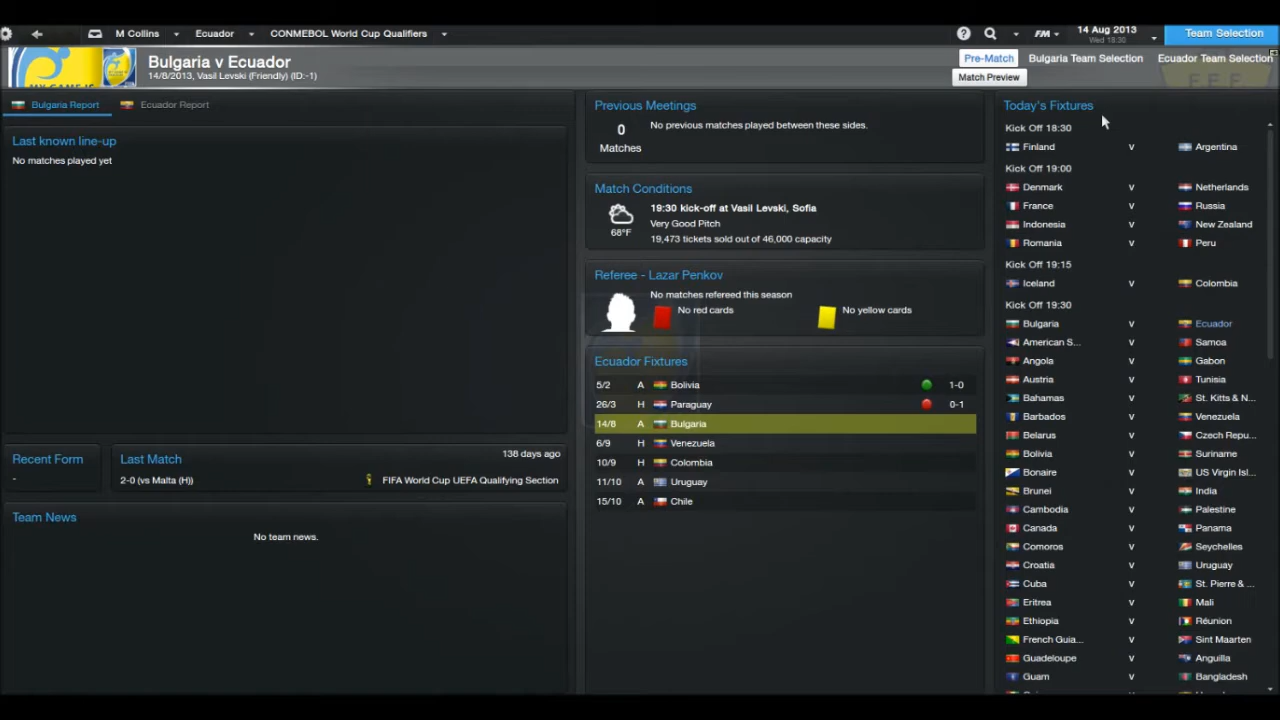 M Collins
Ecuador
CONMEBOL World Cup Qualifiers
FM
14 Aug 2013
Wed 18:30
Team Selection
Bulgaria v Ecuador
14/8/2013, Vasil Levski (Friendly) (ID:-1)
Pre-Match
Bulgaria Team Selection
Ecuador Team Selection
Match Preview
MY GAME IS
FEF
Bulgaria Report
Ecuador Report
Last known line-up
No matches played yet
Recent Form
-
Last Match
138 days ago
2-0 (vs Malta (H))
FIFA World Cup UEFA Qualifying Section
Team News
No team news.
Previous Meetings
0
Matches
No previous matches played between these sides.
Match Conditions
68°F
19:30 kick-off at Vasil Levski, Sofia
Very Good Pitch
19,473 tickets sold out of 46,000 capacity
Referee - Lazar Penkov
No matches refereed this season
No red cards
No yellow cards
Ecuador Fixtures
5/2 A Bolivia 1-0
26/3 H Paraguay 0-1
14/8 A Bulgaria
6/9 H Venezuela
10/9 H Colombia
11/10 A Uruguay
15/10 A Chile
Today's Fixtures
Kick Off 18:30
Finland v Argentina
Kick Off 19:00
Denmark v Netherlands
France v Russia
Indonesia v New Zealand
Romania v Peru
Kick Off 19:15
Iceland v Colombia
Kick Off 19:30
Bulgaria v Ecuador
American S... v Samoa
Angola v Gabon
Austria v Tunisia
Bahamas v St. Kitts & N...
Barbados v Venezuela
Belarus v Czech Repu...
Bolivia v Suriname
Bonaire v US Virgin Isl...
Brunei v India
Cambodia v Palestine
Canada v Panama
Comoros v Seychelles
Croatia v Uruguay
Cuba v St. Pierre & ...
Eritrea v Mali
Ethiopia v Réunion
French Guia... v Sint Maarten
Guadeloupe v Anguilla
Guam v Bangladesh